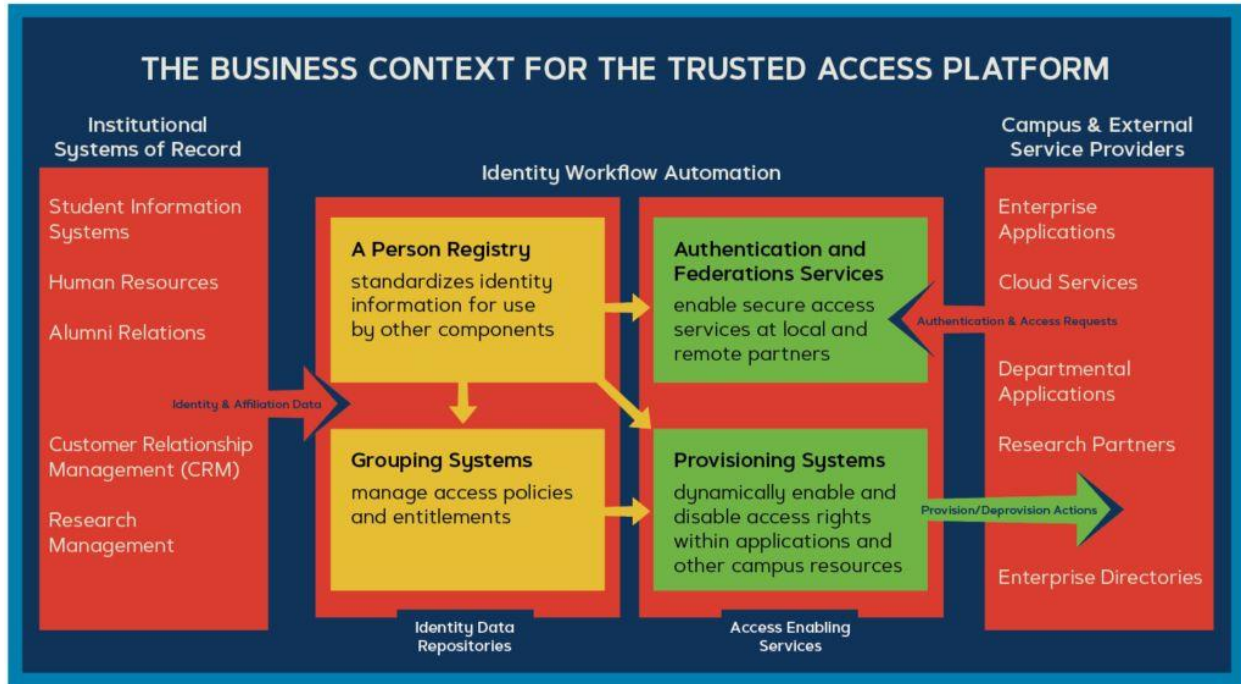 THE BUSINESS CONTEXT FOR THE TRUSTED ACCESS PLATFORM
Institutional
Systems of Record
Student Information
Systems
Human Resources
Alumni Relations
Identity & Affiliation Data
Customer Relationship
Management (CRM)
Research
Management
Identity Workflow Automation
A Person Registry
standardizes identity
information for use
by other components
Grouping Systems
manage access policies
and entitlements
Identity Data
Repositories
Authentication and
Federations Services
enable secure access
services at local and
remote partners
Provisioning Systems
dynamically enable and
disable access rights
within applications and
other campus resources
Access Enabling
Services
Campus & External
Service Providers
Enterprise
Applications
Cloud Services
Authentication & Access Requests
Departmental
Applications
Research Partners
Provision/Deprovision Actions
Enterprise Directories